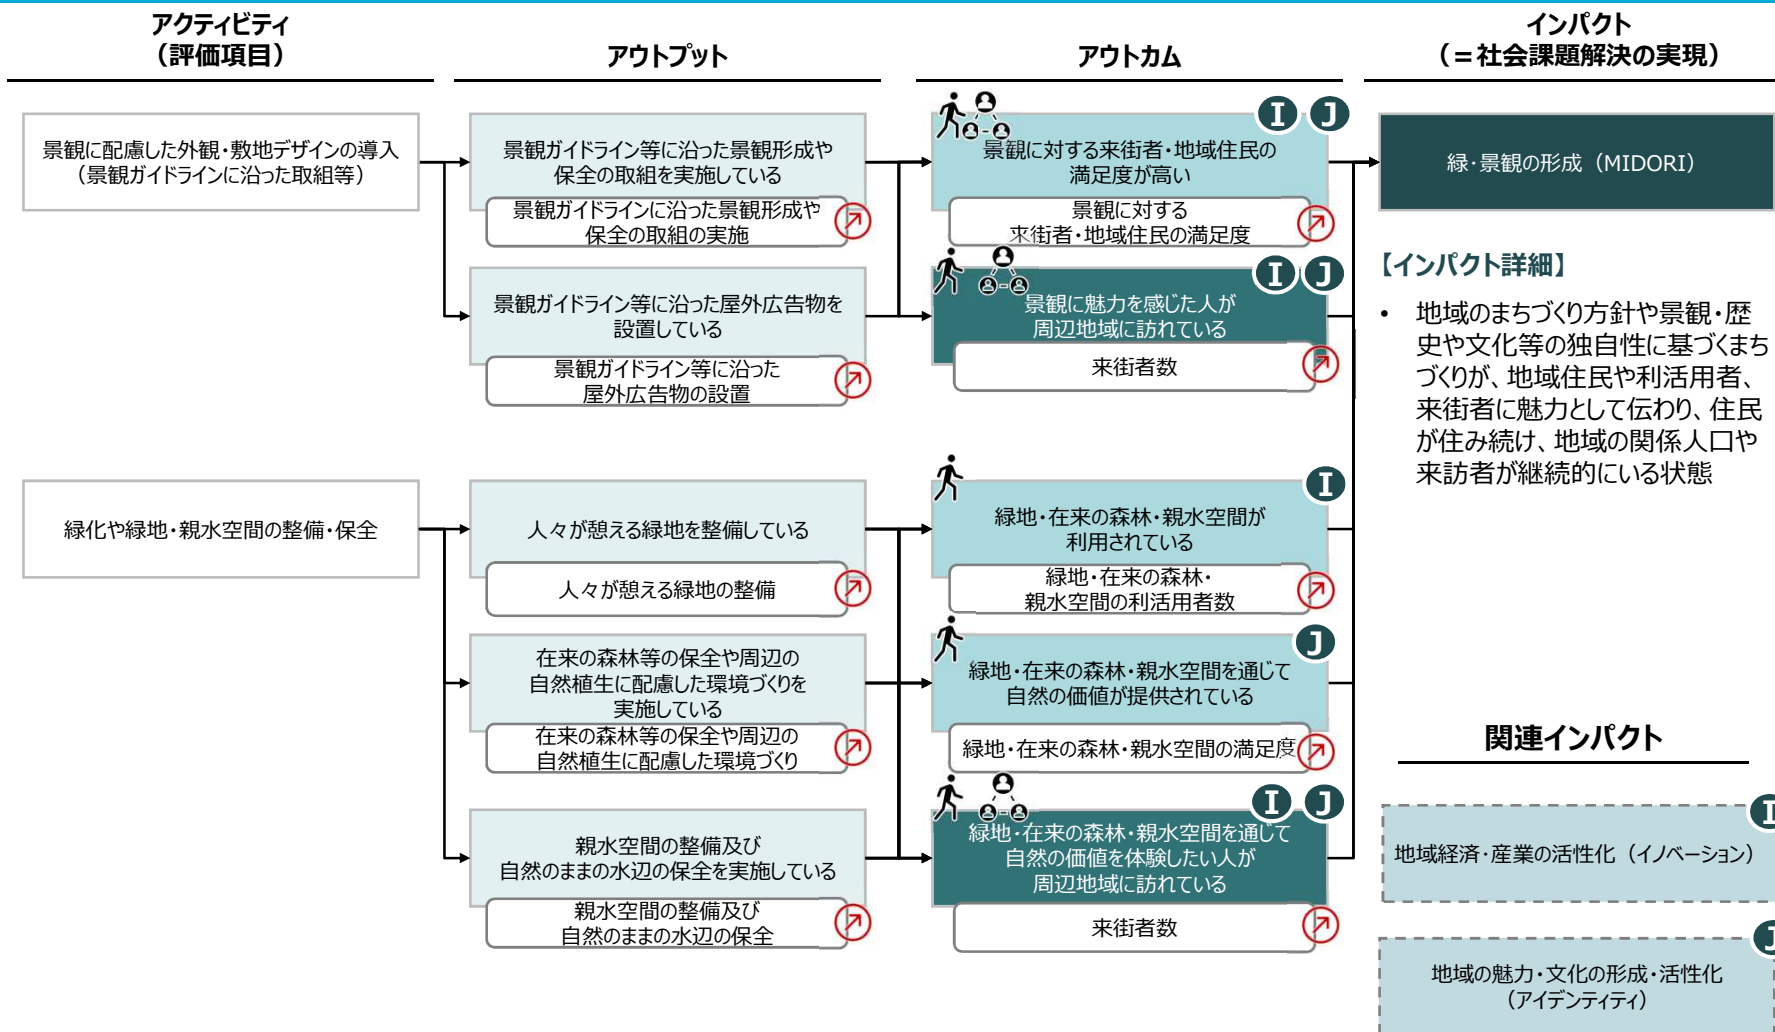 アクティビティ
（評価項目）
アウトプット
アウトカム
インパクト
（＝社会課題解決の実現）
景観に配慮した外観・敷地デザインの導入
（景観ガイドラインに沿った取組等）
景観ガイドライン等に沿った景観形成や
保全の取組を実施している
景観ガイドラインに沿った景観形成や
保全の取組の実施
景観ガイドライン等に沿った屋外広告物を
設置している
景観ガイドライン等に沿った
屋外広告物の設置
I J
景観に対する来街者・地域住民の
満足度が高い
景観に対する
来街者・地域住民の満足度
I J
景観に魅力を感じた人が
周辺地域に訪れている
来街者数
緑・景観の形成（MIDORI）
【インパクト詳細】
• 地域のまちづくり方針や景観・歴
史や文化等の独自性に基づくまち
づくりが、地域住民や利活用者、
来街者に魅力として伝わり、住民
が住み続け、地域の関係人口や
来訪者が継続的にいる状態
緑化や緑地・親水空間の整備・保全
人々が憩える緑地を整備している
人々が憩える緑地の整備
在来の森林等の保全や周辺の
自然植生に配慮した環境づくりを
実施している
在来の森林等の保全や周辺の
自然植生に配慮した環境づくり
親水空間の整備及び
自然のままの水辺の保全を実施している
親水空間の整備及び
自然のままの水辺の保全
I
緑地・在来の森林・親水空間が
利用されている
緑地・在来の森林・
親水空間の利活用者数
J
緑地・在来の森林・親水空間を通じて
自然の価値が提供されている
緑地・在来の森林・親水空間の満足度
I J
緑地・在来の森林・親水空間を通じて
自然の価値を体験したい人が
周辺地域に訪れている
来街者数
関連インパクト
I
地域経済・産業の活性化（イノベーション）
J
地域の魅力・文化の形成・活性化
（アイデンティティ）